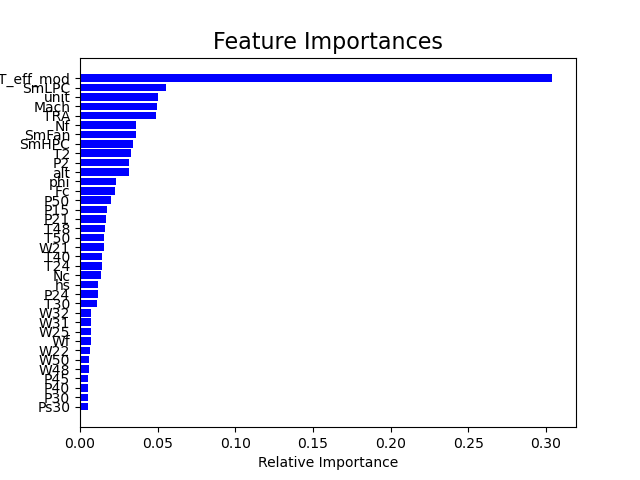 Feature Importances
T_eff_mod
SmLPC
unit
Mach
TRA
Nf
SmFan
SmHPC
T2
P2
alt
phi
Fc
P50
P15
P21
T48
T50
W21
T40
T24
Nc
hs
P24
T30
W32
W31
W25
Wf
W22
W50
W48
P45
P40
P30
Ps30
0.00 0.05 0.10 0.15 0.20 0.25 0.30
Relative Importance